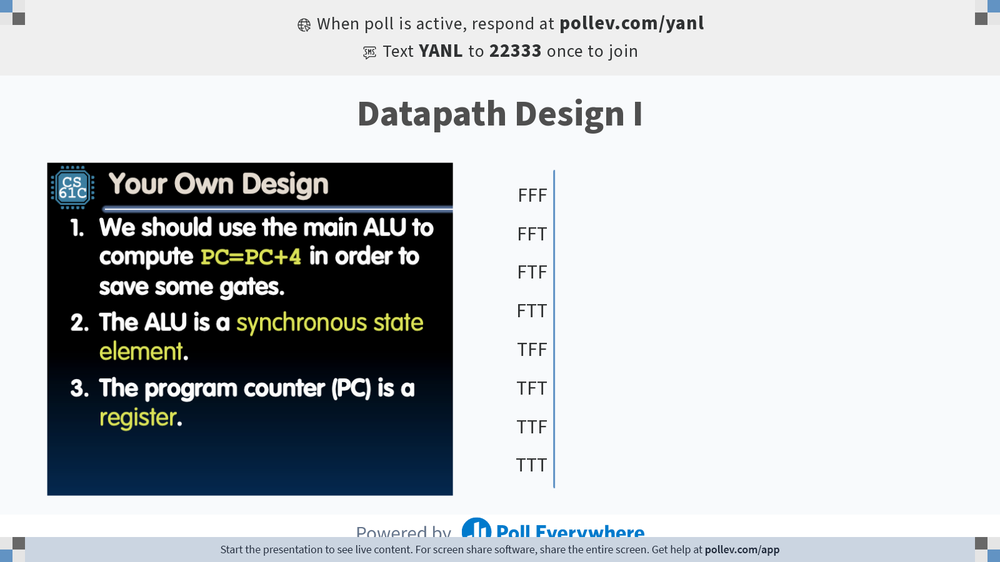 When poll is active, respond at pollev.com/yanl
SMS Text YANL to 22333 once to join
Datapath Design I
CS
61C
Your Own Design
1. We should use the main ALU to
compute PC=PC+4 in order to
save some gates.
2. The ALU is a synchronous state
element.
3. The program counter (PC) is a
register.
FFF
FFT
FTF
FTT
TFF
TFT
TTF
TTT
Powered by Poll Everywhere
Start the presentation to see live content. For screen share software, share the entire screen. Get help at pollev.com/app